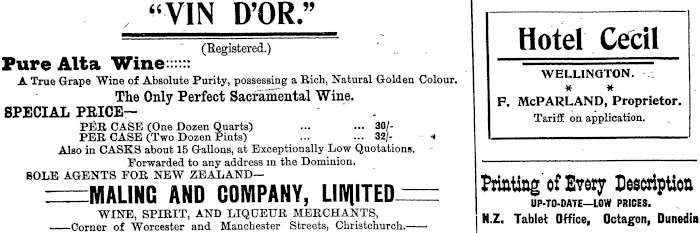 "VIN D'OR."
(Registered.)
Pure Alta Wine::::::
A True Grape Wine of Absolute Purity, possessing a Rich, Natural Golden Colour.
The Only Perfect Sacramental Wine.
SPECIAL PRICE—
PER CASE (One Dozen Quarts) ... ... 30/-
PER CASE (Two Dozen Pints) ... ... 32/-
Also in CASKS about 15 Gallons, at Exceptionally Low Quotations.
Forwarded to any address in the Dominion.
SOLE AGENTS FOR NEW ZEALAND—
MALING AND COMPANY, LIMITED
WINE, SPIRIT, AND LIQUEUR MERCHANTS,
—Corner of Worcester and Manchester Streets, Christchurch.—
Hotel Cecil
WELLINGTON.
* *
F. McPARLAND, Proprietor.
Tariff on application.
Printing of Every Description
UP-TO-DATE—LOW PRICES.
N.Z. Tablet Office, Octagon, Dunedin